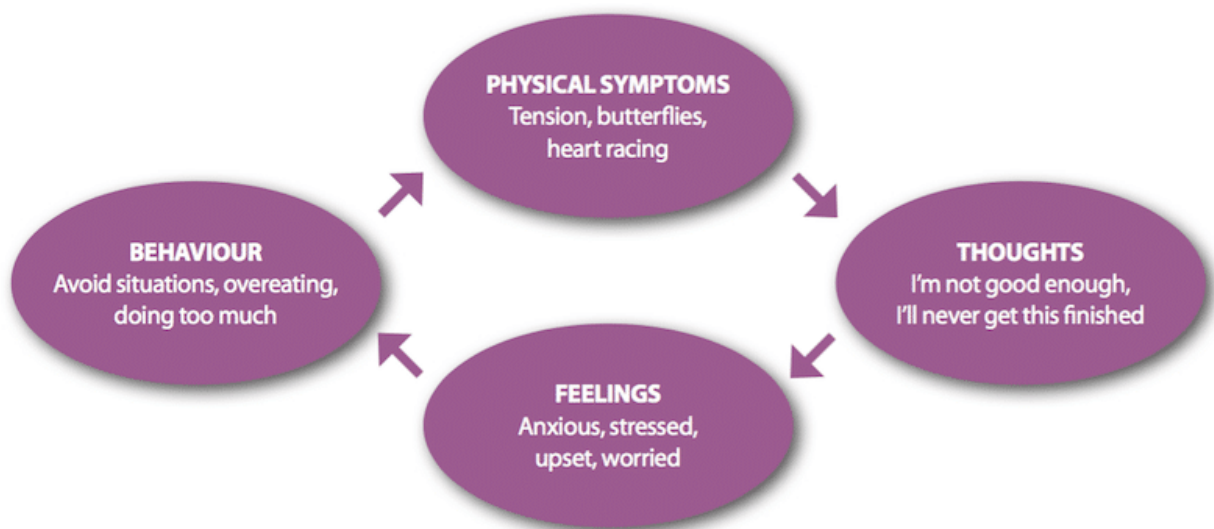 PHYSICAL SYMPTOMS
Tension, butterflies,
heart racing
BEHAVIOUR
Avoid situations, overeating,
doing too much
THOUGHTS
I'm not good enough,
I'll never get this finished
FEELINGS
Anxious, stressed,
upset, worried